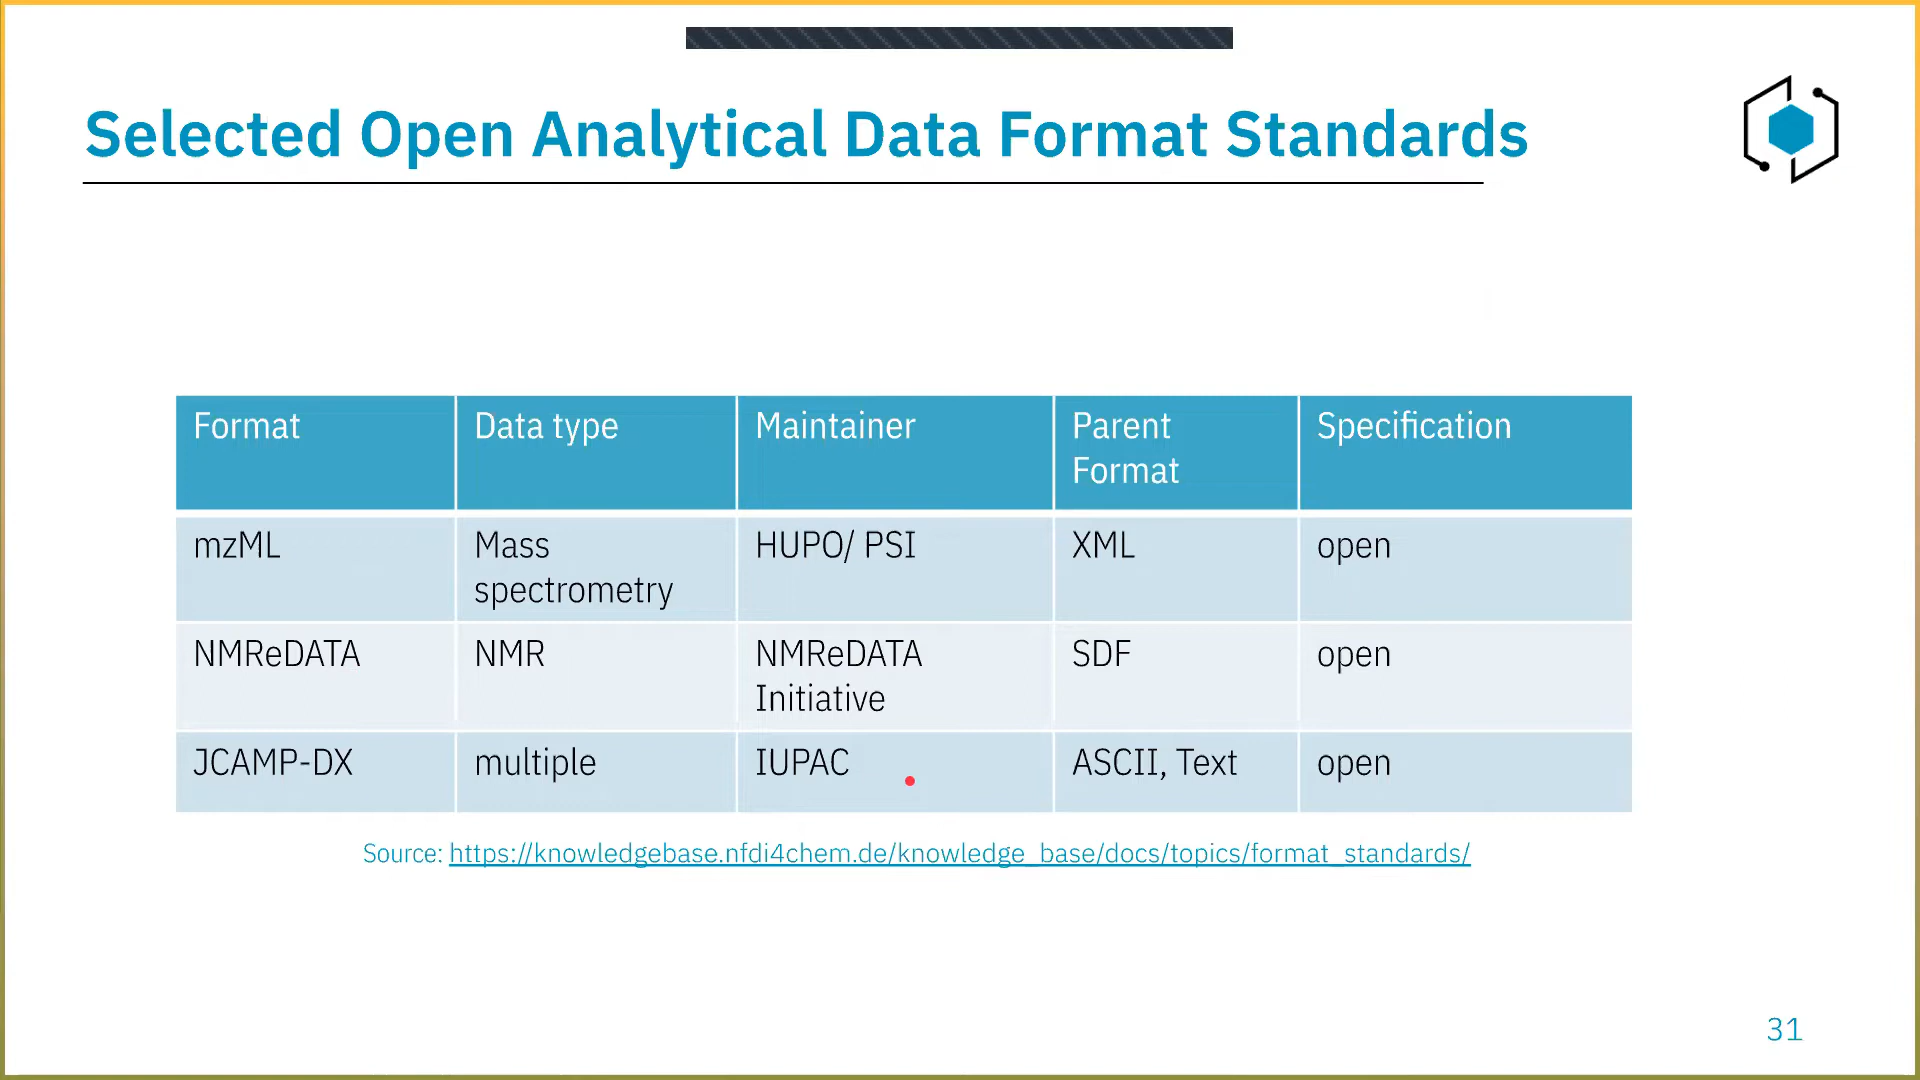 Selected Open Analytical Data Format Standards
Format Data type Maintainer Parent
Format
Specification
mzML Mass
spectrometry
HUPO/ PSI XML open
NMReDATA NMR NMReDATA
Initiative
SDF open
JCAMP-DX multiple IUPAC ASCII, Text open
Source: https://knowledgebase.nfdi4chem.de/knowledge_base/docs/topics/format_standards/
31